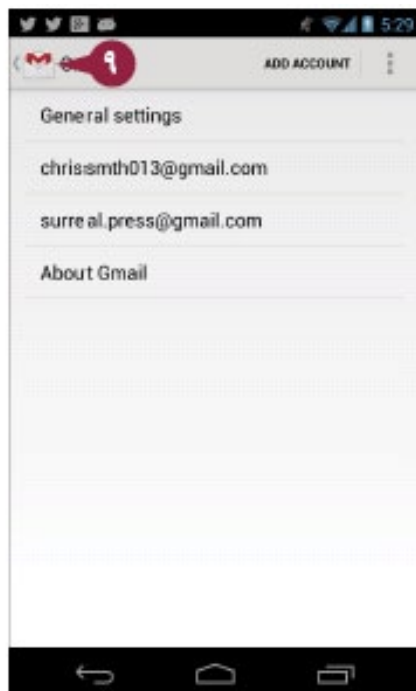 5:29
9
ADD ACCOUNT
General settings
chrissmth013@gmail.com
surreal.press@gmail.com
About Gmail